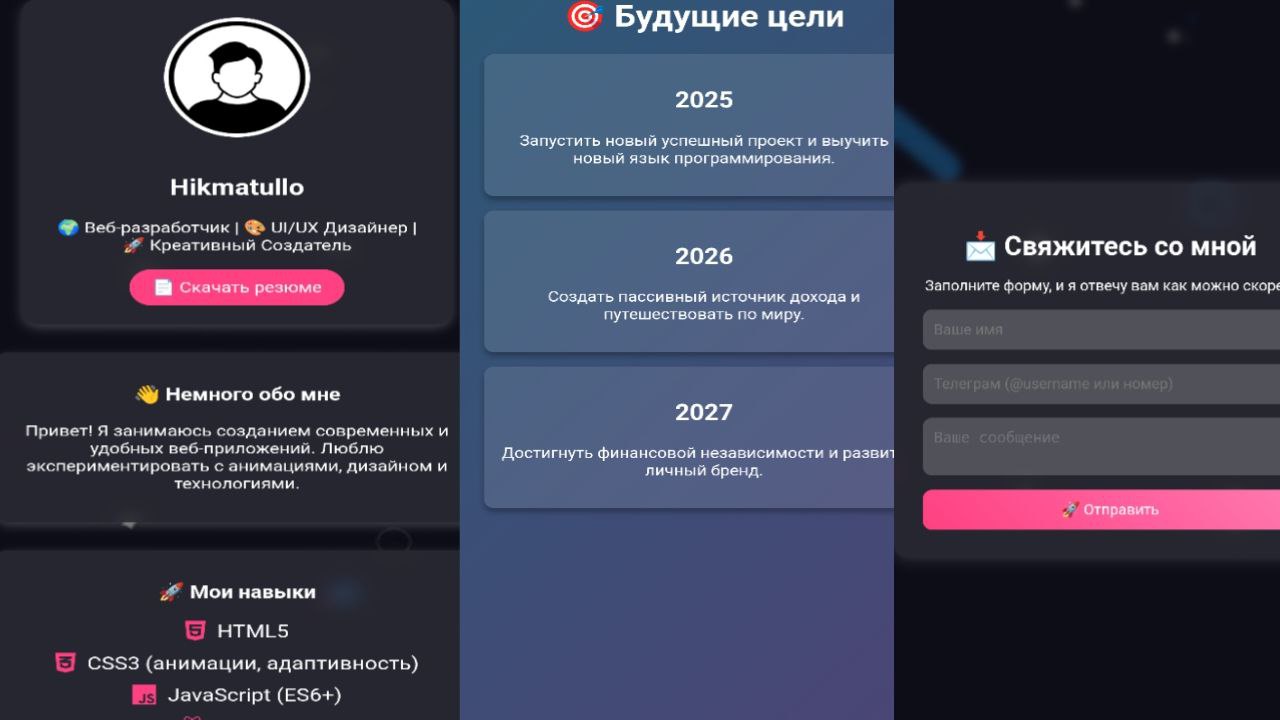 Hikmatullo
🌍 Веб-разработчик | 🎨 UI/UX Дизайнер |
🚀 Креативный Создатель
📄 Скачать резюме
👋 Немного обо мне
Привет! Я занимаюсь созданием современных и
удобных веб-приложений. Люблю
экспериментировать с анимациями, дизайном и
технологиями.
🚀 Мои навыки
HTML5
CSS3 (анимации, адаптивность)
JS JavaScript (ES6+)
🎯 Будущие цели
2025
Запустить новый успешный проект и выучить
новый язык программирования.
2026
Создать пассивный источник дохода и
путешествовать по миру.
2027
Достигнуть финансовой независимости и развит
личный бренд.
📩 Свяжитесь со мной
Заполните форму, и я отвечу вам как можно скоре
Ваше имя
Телеграм (@username или номер)
Ваше сообщение
🚀 Отправить